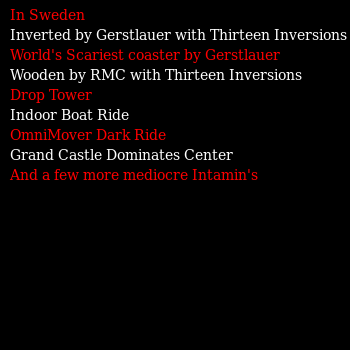 In Sweden
Inverted by Gerstlauer with Thirteen Inversions
World's Scariest coaster by Gerstlauer
Wooden by RMC with Thirteen Inversions
Drop Tower
Indoor Boat Ride
OmniMover Dark Ride
Grand Castle Dominates Center
And a few more mediocre Intamin's